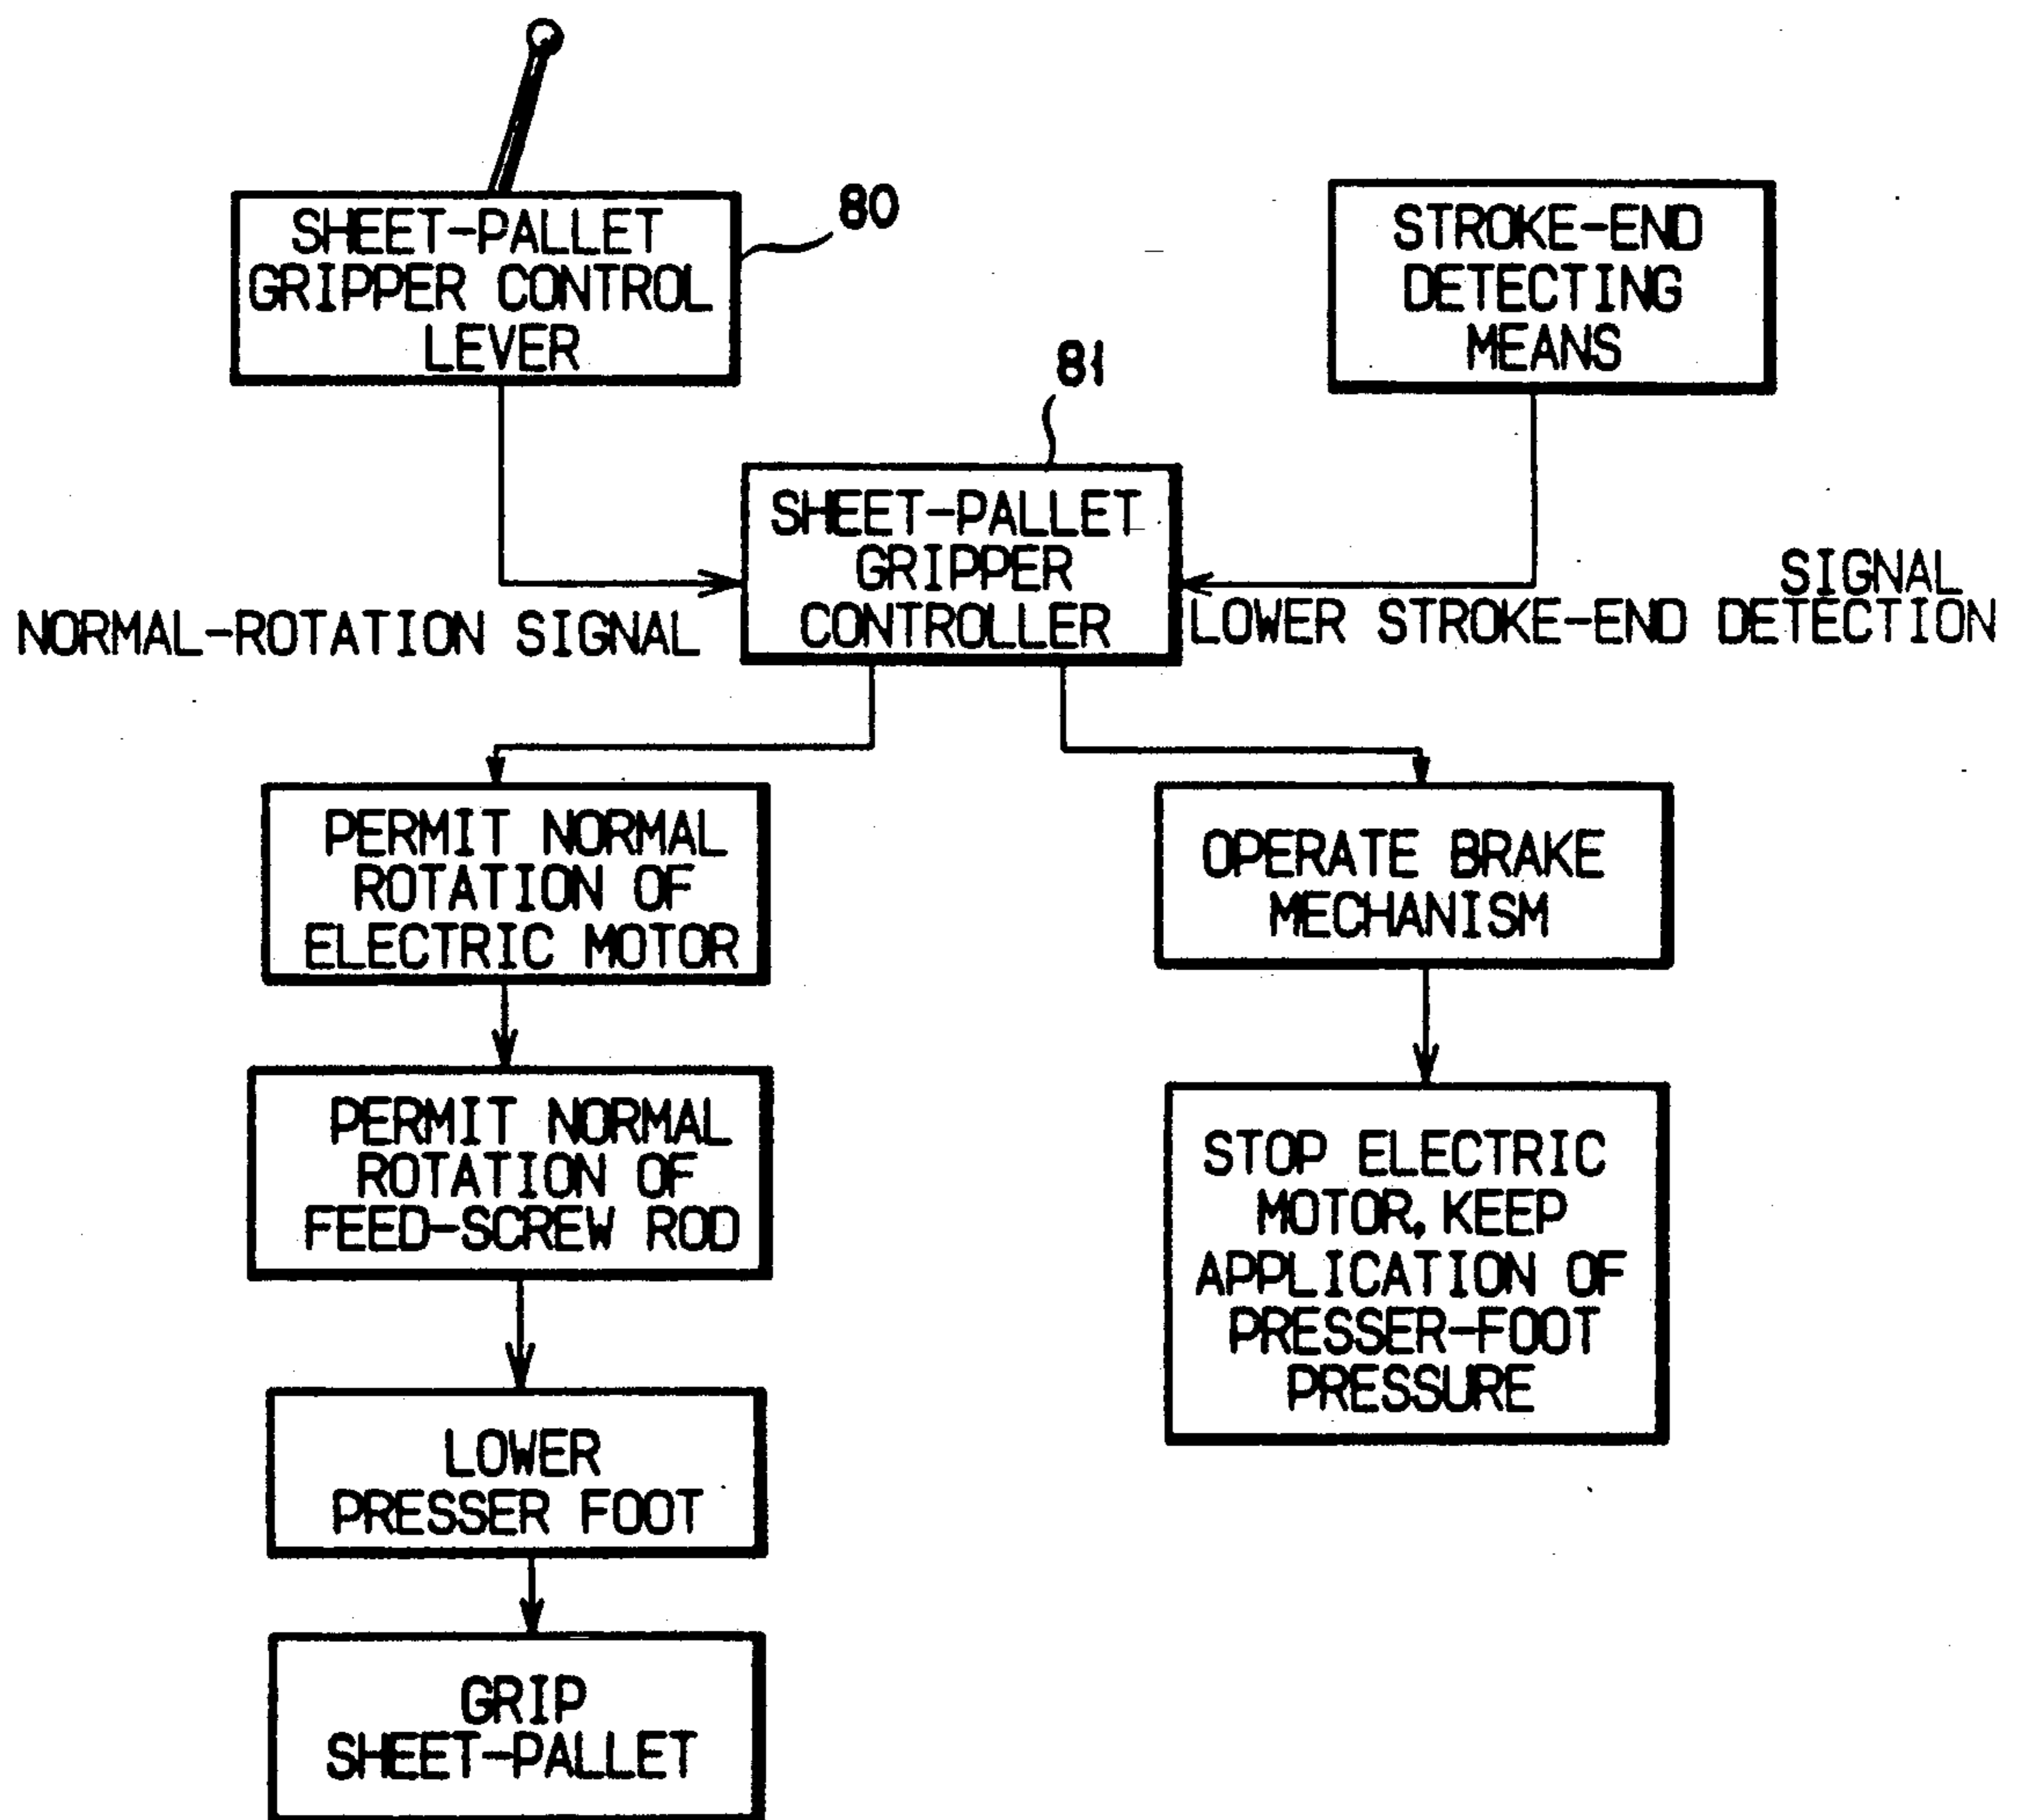 SHEET-PALLET
GRIPPER CONTROL
LEVER
80
STROKE-END
DETECTING
MEANS
81
SHEET-PALLET
GRIPPER
CONTROLLER
NORMAL-ROTATION SIGNAL
SIGNAL
LOWER STROKE-END DETECTION
PERMIT NORMAL
ROTATION OF
ELECTRIC MOTOR
OPERATE BRAKE
MECHANISM
PERMIT NORMAL
ROTATION OF
FEED-SCREW ROD
STOP ELECTRIC
MOTOR, KEEP
APPLICATION OF
PRESSER-FOOT
PRESSURE
LOWER
PRESSER FOOT
GRIP
SHEET-PALLET